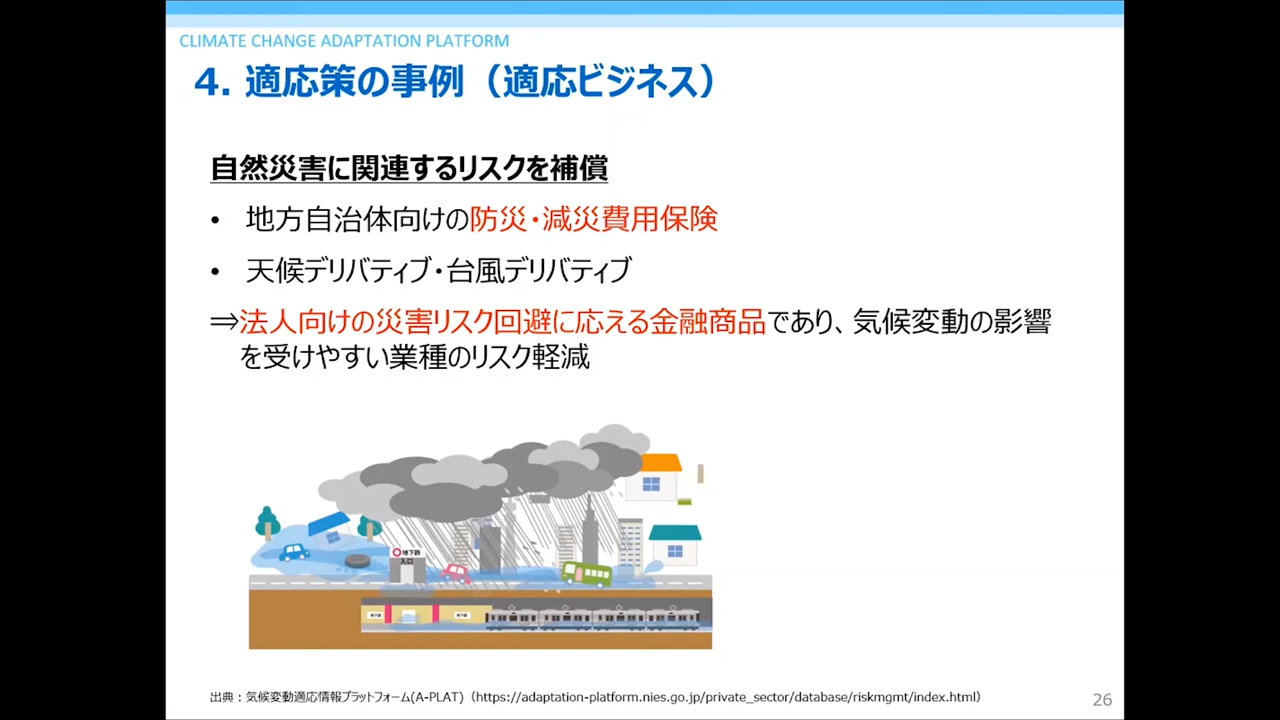 CLIMATE CHANGE ADAPTATION PLATFORM
4. 適応策の事例（適応ビジネス）
自然災害に関連するリスクを補償
• 地方自治体向けの防災・減災費用保険
• 天候デリバティブ・台風デリバティブ
⇒法人向けの災害リスク回避に応える金融商品であり、気候変動の影響
を受けやすい業種のリスク軽減
地下鉄
入口
地下鉄
地下鉄
出典：気候変動適応情報プラットフォーム(A-PLAT)（https://adaptation-platform.nies.go.jp/private_sector/database/riskmgmt/index.html）
26